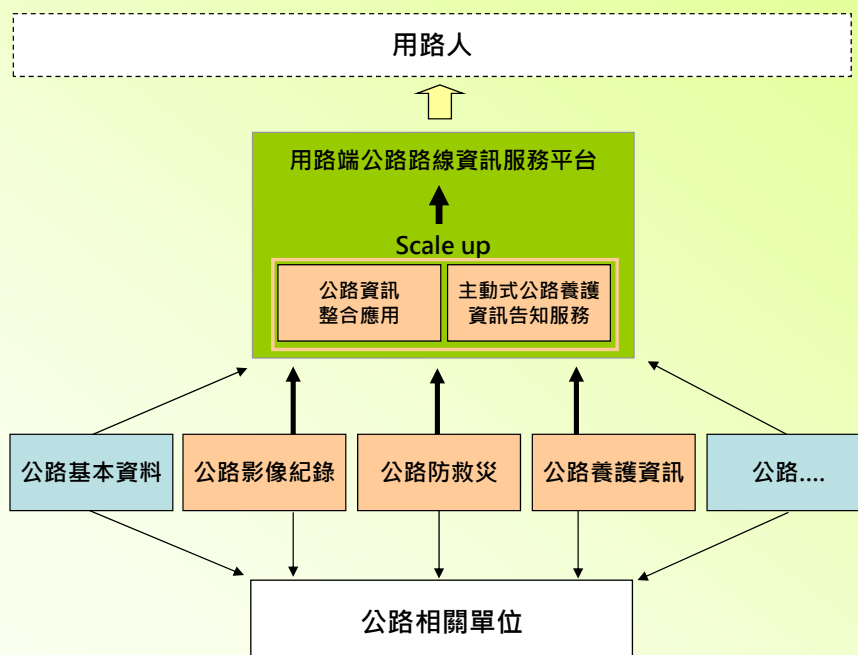 用路人
用路端公路路線資訊服務平台
Scale up
公路資訊
整合應用
主動式公路養護
資訊告知服務
公路基本資料
公路影像紀錄
公路防救災
公路養護資訊
公路....
公路相關單位